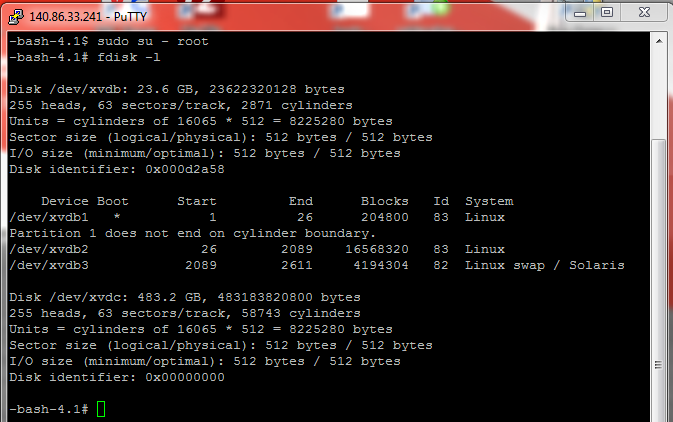 140.86.33.241 - PuTTY
-bash-4.1$ sudo su - root
-bash-4.1# fdisk -l
Disk /dev/xvdb: 23.6 GB, 23622320128 bytes
255 heads, 63 sectors/track, 2871 cylinders
Units = cylinders of 16065 * 512 = 8225280 bytes
Sector size (logical/physical): 512 bytes / 512 bytes
I/O size (minimum/optimal): 512 bytes / 512 bytes
Disk identifier: 0x000d2a58
Device Boot Start End Blocks Id System
/dev/xvdb1 * 1 26 204800 83 Linux
Partition 1 does not end on cylinder boundary.
/dev/xvdb2 26 2089 16568320 83 Linux
/dev/xvdb3 2089 2611 4194304 82 Linux swap / Solaris
Disk /dev/xvdc: 483.2 GB, 483183820800 bytes
255 heads, 63 sectors/track, 58743 cylinders
Units = cylinders of 16065 * 512 = 8225280 bytes
Sector size (logical/physical): 512 bytes / 512 bytes
I/O size (minimum/optimal): 512 bytes / 512 bytes
Disk identifier: 0x00000000
-bash-4.1#